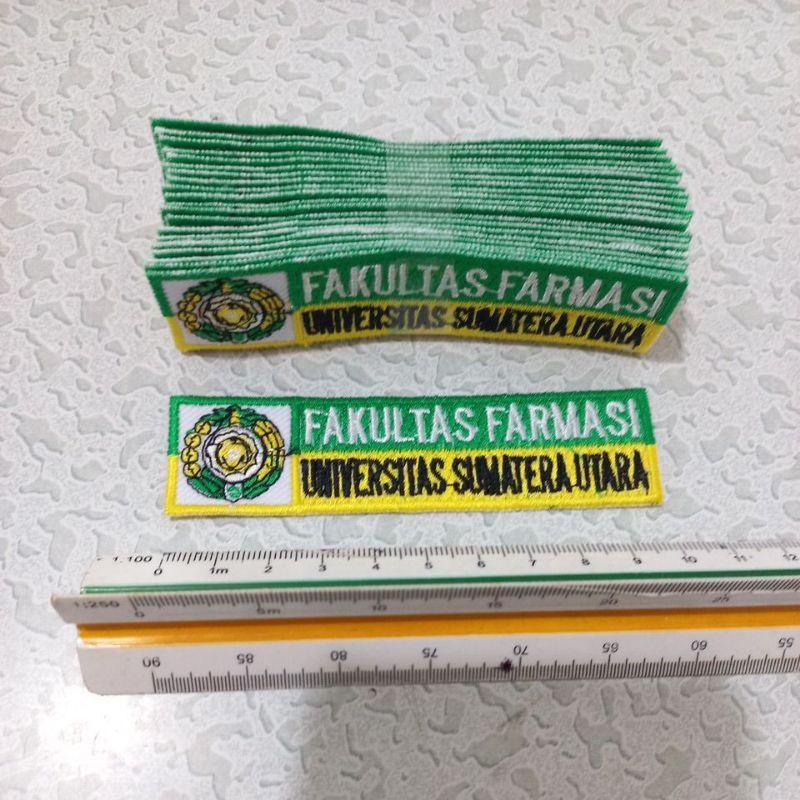 FAKULTAS FARMASI
UNIVERSITAS SUMATERA UTARA
FAKULTAS FARMASI
UNIVERSITAS SUMATERA UTARA
1:100 0 1m 2 3 4 5 6 7 8 9 10 11 12
1:250 0 5m 10 15 20 25
90 85 80 75 70 65 60 55